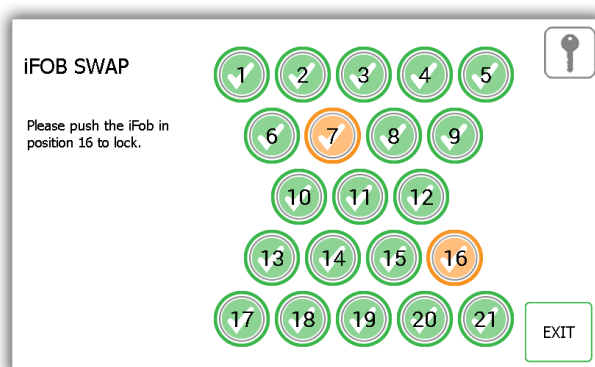 iFOB SWAP
Please push the iFob in
position 16 to lock.
1 2 3 4 5
6 7 8 9
10 11 12
13 14 15 16
17 18 19 20 21
EXIT